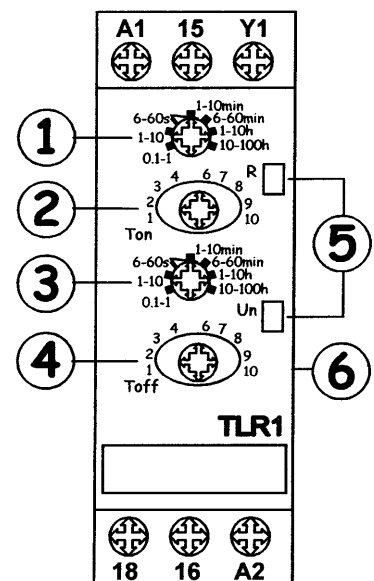 A1 15 Y1
1-10min
6-60s 6-60min
1-10 1-10h
0.1-1 10-100h
1
R
2
1 2 3 4 6 7 8 9 10
Ton
5
1-10min
6-60s 6-60min
3
1-10 1-10h
0.1-1 10-100h
Un
4
1 2 3 4 6 7 8 9 10
Toff
6
TLR1
18 16 A2